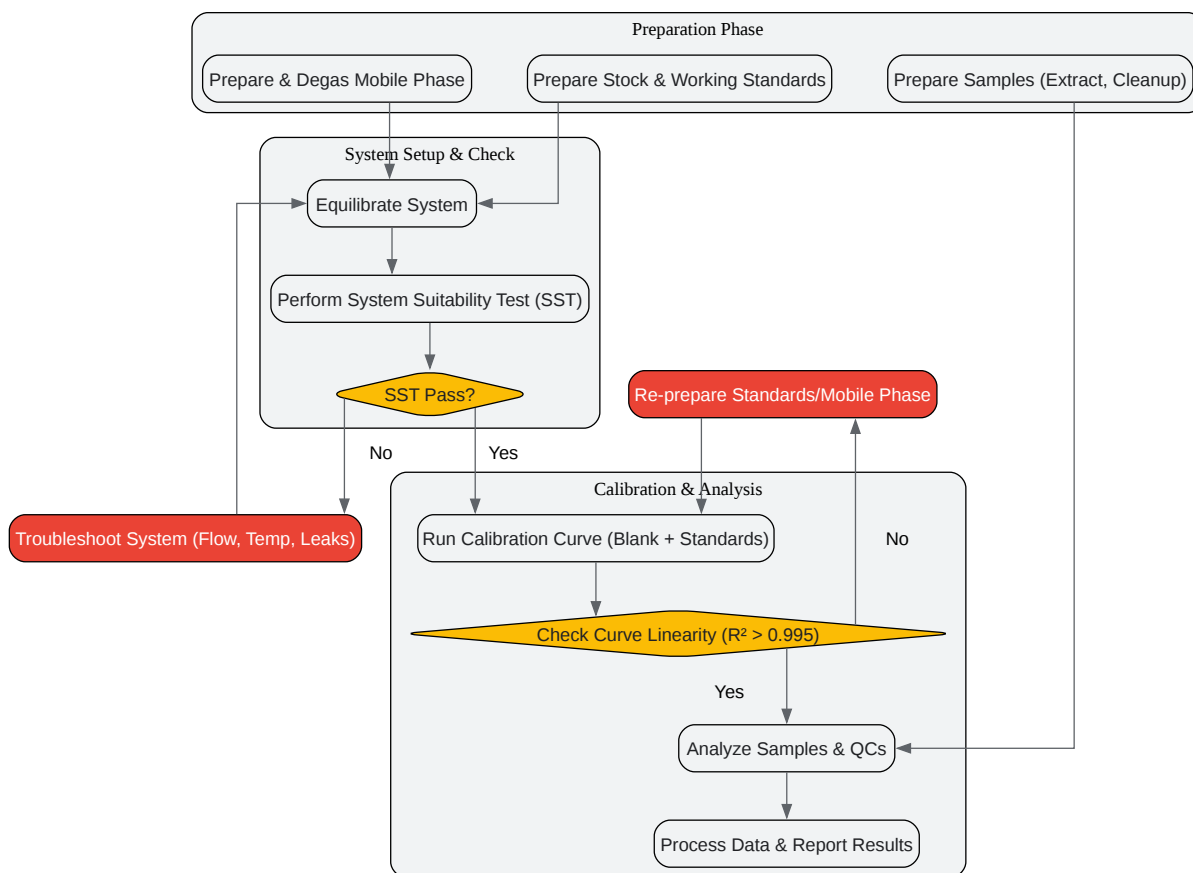 Preparation Phase
Prepare & Degas Mobile Phase
Prepare Stock & Working Standards
Prepare Samples (Extract, Cleanup)
System Setup & Check
Equilibrate System
Perform System Suitability Test (SST)
SST Pass?
Re-prepare Standards/Mobile Phase
No
Yes
Calibration & Analysis
Troubleshoot System (Flow, Temp, Leaks)
Run Calibration Curve (Blank + Standards)
No
Check Curve Linearity (R² > 0.995)
Yes
Analyze Samples & QCs
Process Data & Report Results